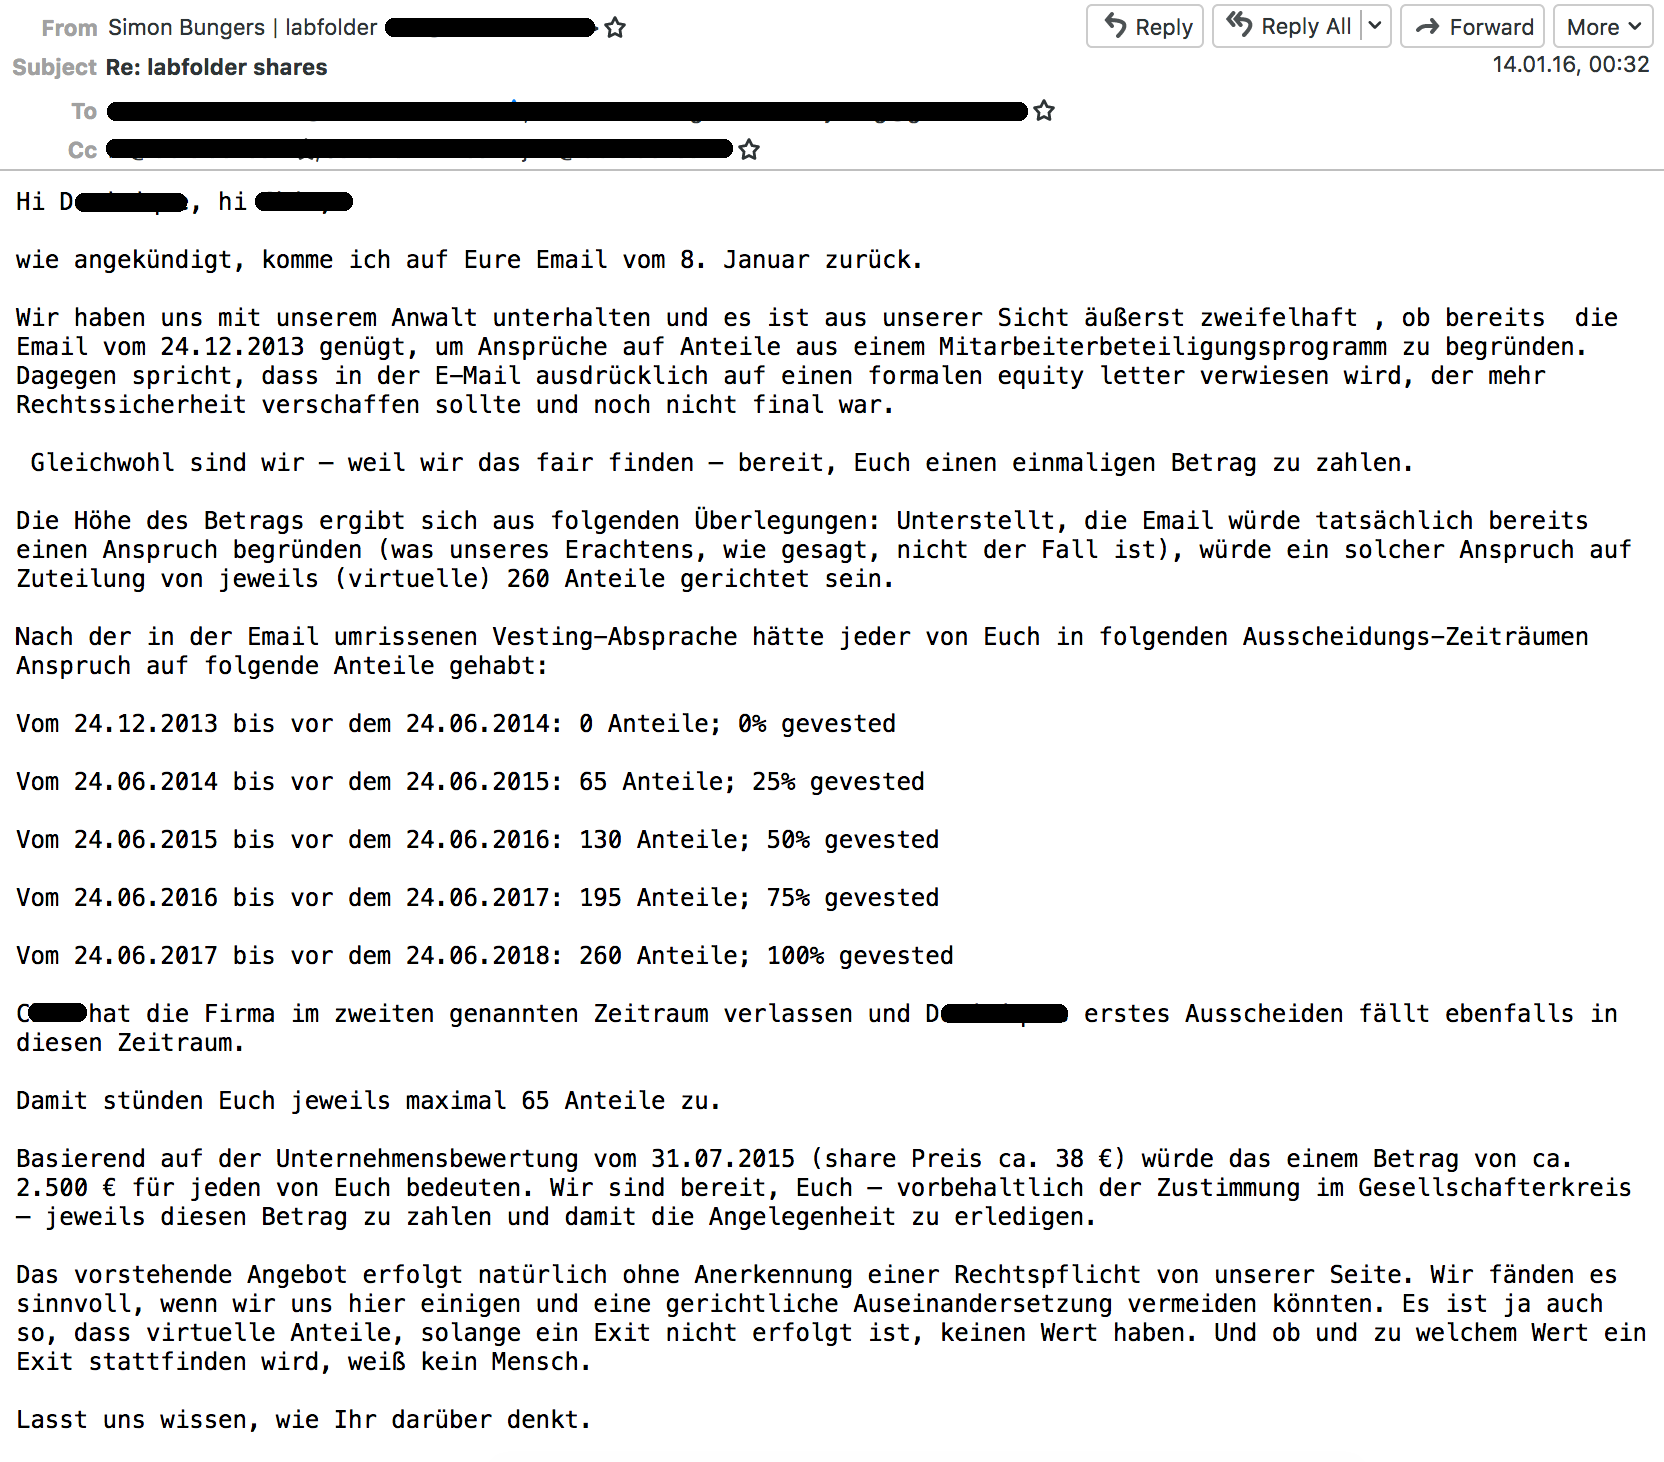 From Simon Bungers | labfolder
Reply Reply All Forward More
Subject Re: labfolder shares
14.01.16, 00:32
To
Cc
Hi D , hi
wie angekündigt, komme ich auf Eure Email vom 8. Januar zurück.
Wir haben uns mit unserem Anwalt unterhalten und es ist aus unserer Sicht äußerst zweifelhaft , ob bereits  die
Email vom 24.12.2013 genügt, um Ansprüche auf Anteile aus einem Mitarbeiterbeteiligungsprogramm zu begründen.
Dagegen spricht, dass in der E–Mail ausdrücklich auf einen formalen equity letter verwiesen wird, der mehr
Rechtssicherheit verschaffen sollte und noch nicht final war.
Gleichwohl sind wir – weil wir das fair finden – bereit, Euch einen einmaligen Betrag zu zahlen.
Die Höhe des Betrags ergibt sich aus folgenden Überlegungen: Unterstellt, die Email würde tatsächlich bereits
einen Anspruch begründen (was unseres Erachtens, wie gesagt, nicht der Fall ist), würde ein solcher Anspruch auf
Zuteilung von jeweils (virtuelle) 260 Anteile gerichtet sein.
Nach der in der Email umrissenen Vesting–Absprache hätte jeder von Euch in folgenden Ausscheidungs–Zeiträumen
Anspruch auf folgende Anteile gehabt:
Vom 24.12.2013 bis vor dem 24.06.2014: 0 Anteile; 0% gevested
Vom 24.06.2014 bis vor dem 24.06.2015: 65 Anteile; 25% gevested
Vom 24.06.2015 bis vor dem 24.06.2016: 130 Anteile; 50% gevested
Vom 24.06.2016 bis vor dem 24.06.2017: 195 Anteile; 75% gevested
Vom 24.06.2017 bis vor dem 24.06.2018: 260 Anteile; 100% gevested
C hat die Firma im zweiten genannten Zeitraum verlassen und D erstes Ausscheiden fällt ebenfalls in
diesen Zeitraum.
Damit stünden Euch jeweils maximal 65 Anteile zu.
Basierend auf der Unternehmensbewertung vom 31.07.2015 (share Preis ca. 38 €) würde das einem Betrag von ca.
2.500 € für jeden von Euch bedeuten. Wir sind bereit, Euch – vorbehaltlich der Zustimmung im Gesellschafterkreis
– jeweils diesen Betrag zu zahlen und damit die Angelegenheit zu erledigen.
Das vorstehende Angebot erfolgt natürlich ohne Anerkennung einer Rechtspflicht von unserer Seite. Wir fänden es
sinnvoll, wenn wir uns hier einigen und eine gerichtliche Auseinandersetzung vermeiden könnten. Es ist ja auch
so, dass virtuelle Anteile, solange ein Exit nicht erfolgt ist, keinen Wert haben. Und ob und zu welchem Wert ein
Exit stattfinden wird, weiß kein Mensch.
Lasst uns wissen, wie Ihr darüber denkt.